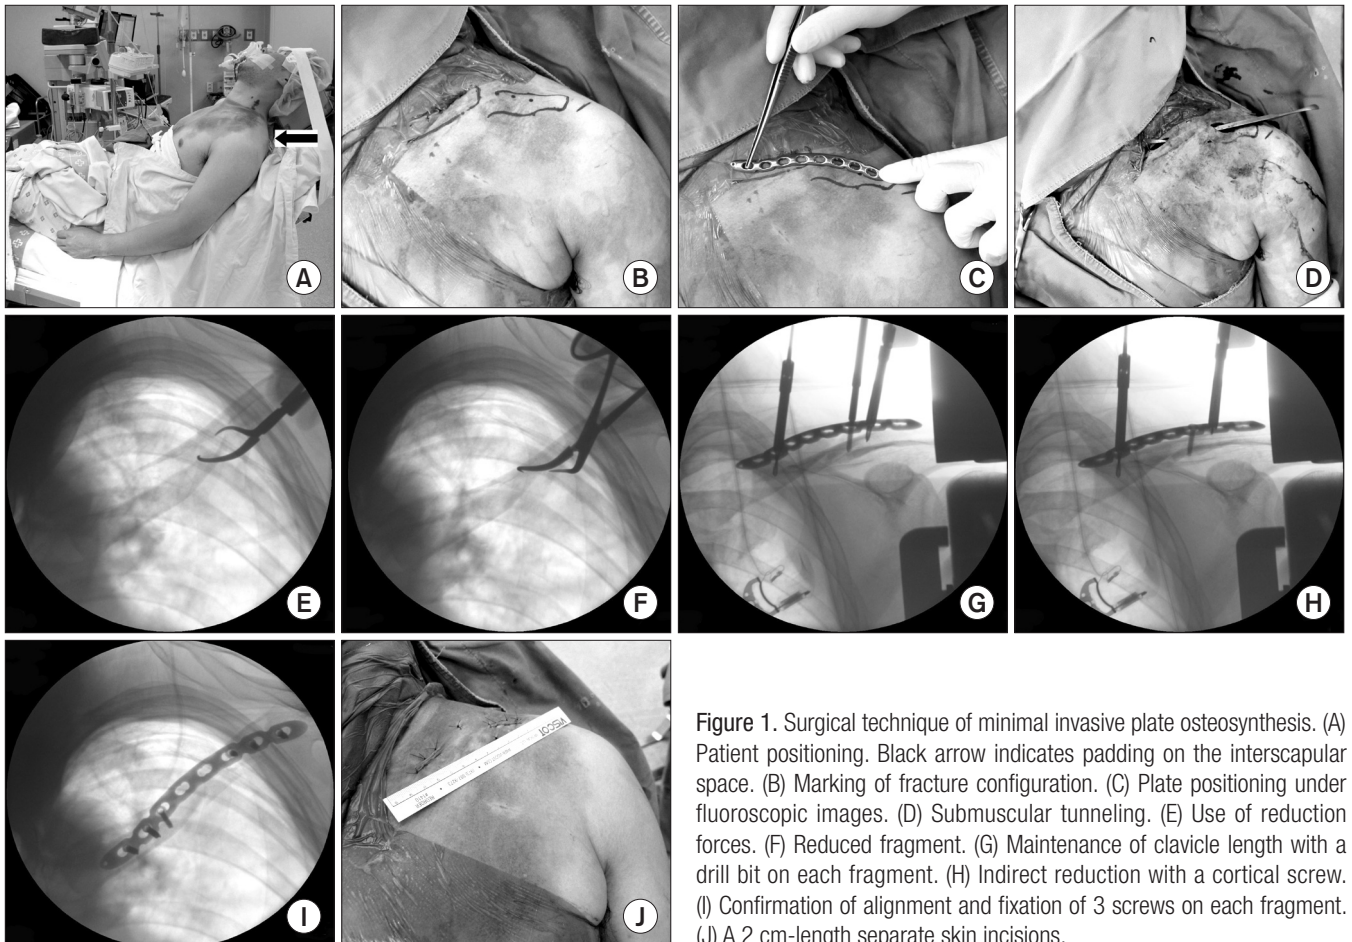 A
B
C
D
E
F
G
H
I
VISCOT
J
Figure 1. Surgical technique of minimal invasive plate osteosynthesis. (A)
Patient positioning. Black arrow indicates padding on the interscapular
space. (B) Marking of fracture configuration. (C) Plate positioning under
fluoroscopic images. (D) Submuscular tunneling. (E) Use of reduction
forces. (F) Reduced fragment. (G) Maintenance of clavicle length with a
drill bit on each fragment. (H) Indirect reduction with a cortical screw.
(I) Confirmation of alignment and fixation of 3 screws on each fragment.
(J) A 2 cm-length separate skin incisions.